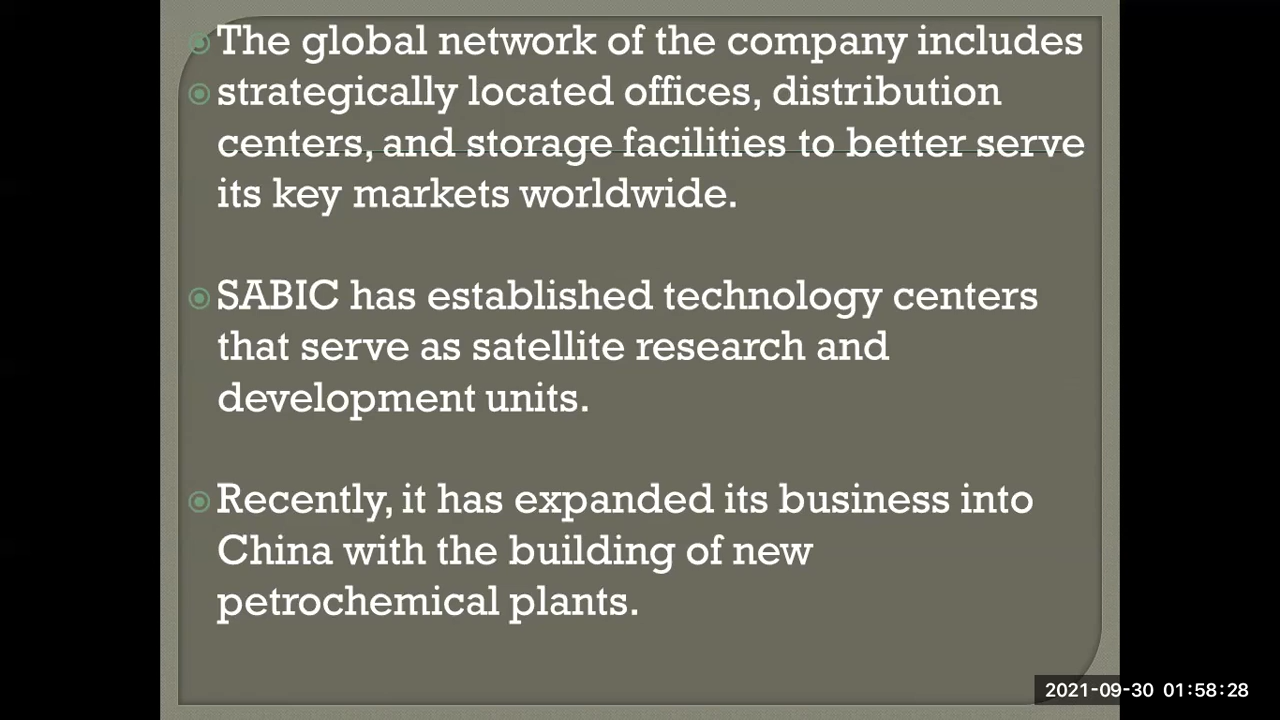 The global network of the company includes
strategically located offices, distribution
centers, and storage facilities to better serve
its key markets worldwide.
SABIC has established technology centers
that serve as satellite research and
development units.
Recently, it has expanded its business into
China with the building of new
petrochemical plants.
2021-09-30 01:58:28